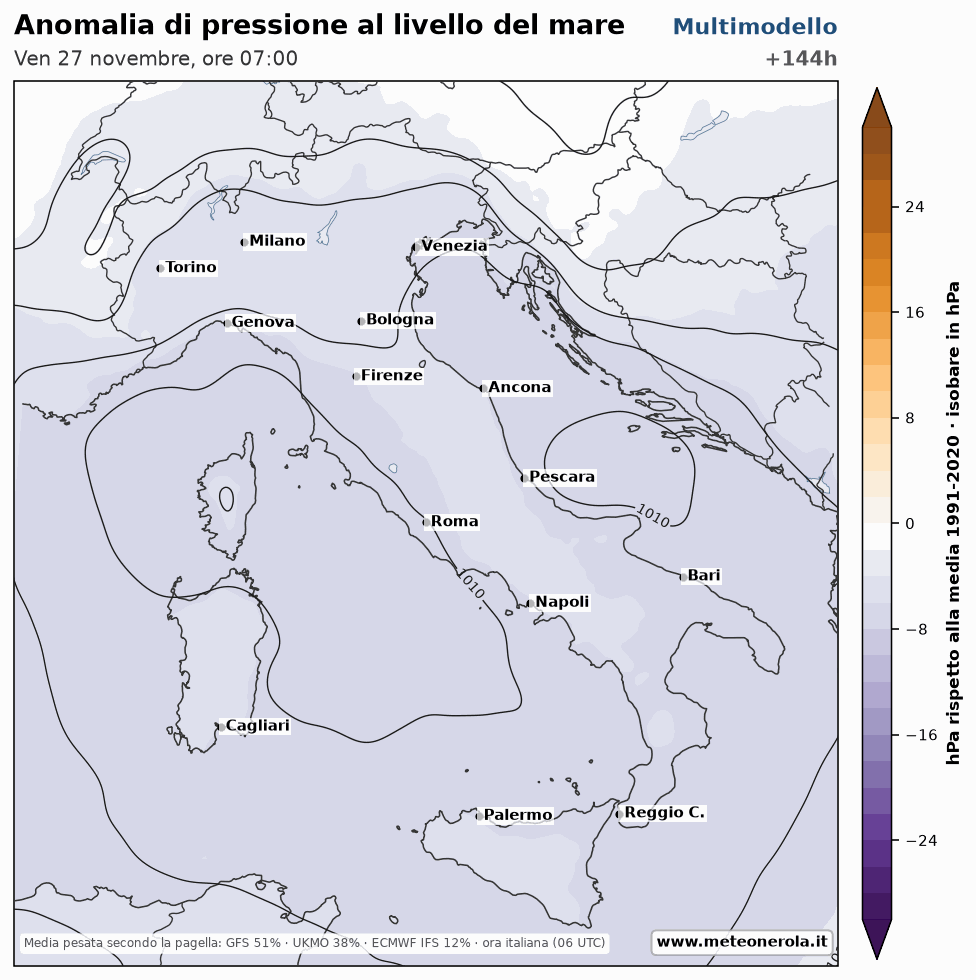 Anomalia di pressione al livello del mare
Multimodello
Ven 27 novembre, ore 07:00
+144h
Milano
Venezia
Torino
Genova
Bologna
Firenze
Ancona
Pescara
1010
Roma
Bari
1010
Napoli
Cagliari
Palermo
Reggio C.
24
16
8
0
−8
−16
−24
hPa rispetto alla media 1991-2020 · isobare in hPa
Media pesata secondo la pagella: GFS 51% · UKMO 38% · ECMWF IFS 12% · ora italiana (06 UTC)
www.meteonerola.it